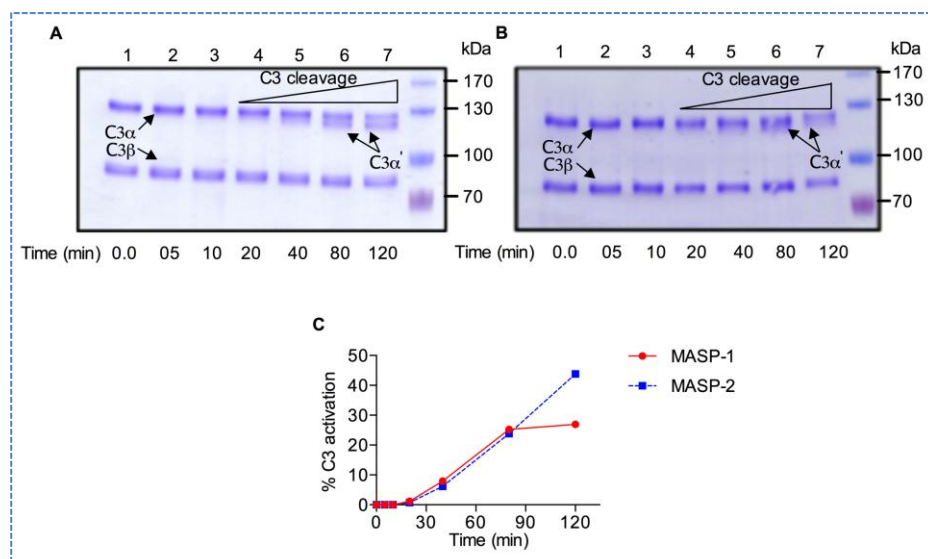 A
1 2 3 4 5 6 7
kDa
C3 cleavage
170
130
C3α
C3β
C3α'
100
70
Time (min) 0.0 05 10 20 40 80 120
B
1 2 3 4 5 6 7
kDa
C3 cleavage
170
130
C3α
C3β
C3α'
100
70
Time (min) 0.0 05 10 20 40 80 120
C
% C3 activation
50
40
30
20
10
0
0 30 60 90 120
Time (min)
MASP-1
MASP-2